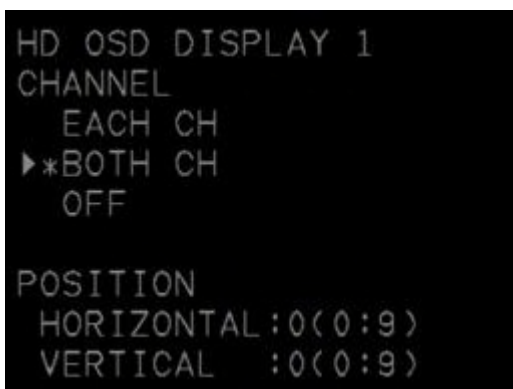 HD OSD DISPLAY 1
CHANNEL
EACH CH
▶*BOTH CH
OFF
POSITION
HORIZONTAL:0(0:9)
VERTICAL :0(0:9)